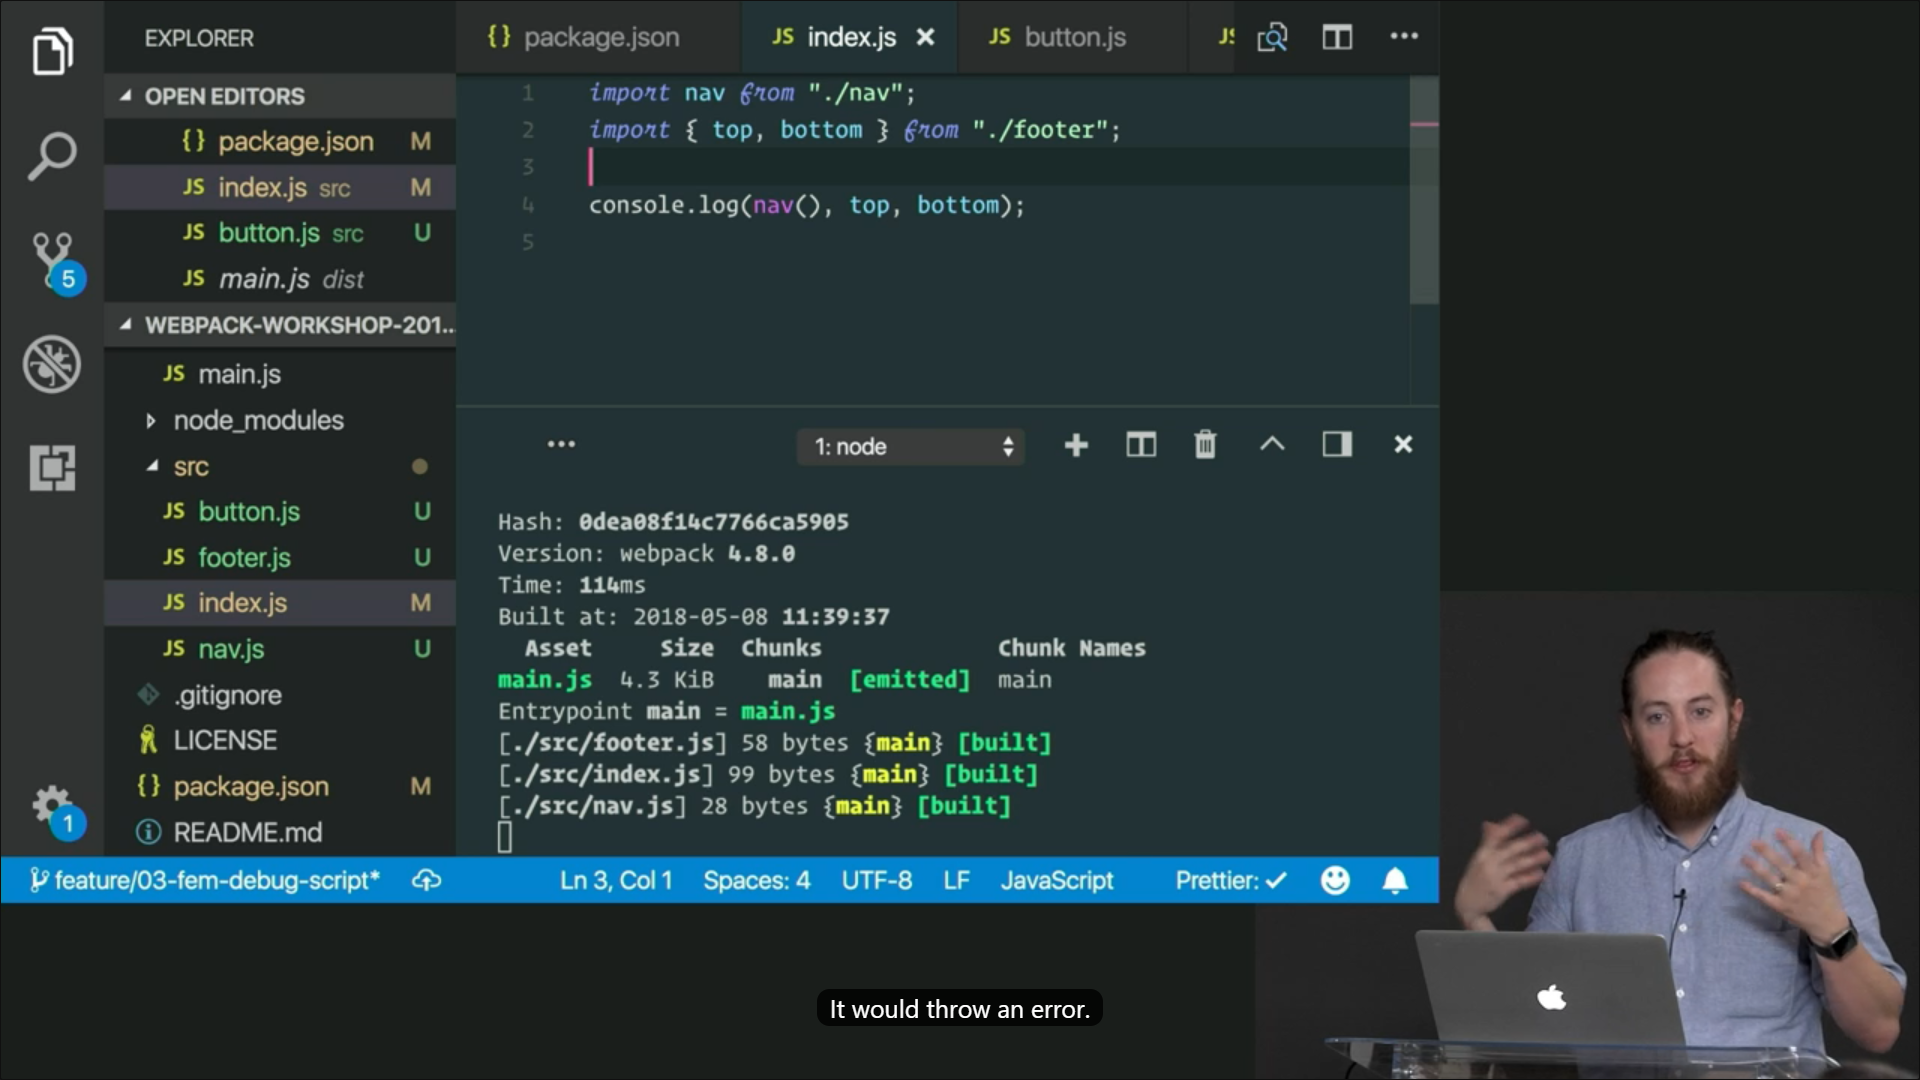 EXPLORER
OPEN EDITORS
{} package.json M
JS index.js src M
JS button.js src U
JS main.js dist
WEBPACK-WORKSHOP-201...
JS main.js
node_modules
src
JS button.js U
JS footer.js U
JS index.js M
JS nav.js U
.gitignore
LICENSE
{} package.json M
README.md
5
1
{} package.json JS index.js JS button.js JS
1 import nav from "./nav";
2 import { top, bottom } from "./footer";
3
4 console.log(nav(), top, bottom);
5
1: node
Hash: 0dea08f14c7766ca5905
Version: webpack 4.8.0
Time: 114ms
Built at: 2018-05-08 11:39:37
Asset Size Chunks Chunk Names
main.js 4.3 KiB main [emitted] main
Entrypoint main = main.js
[./src/footer.js] 58 bytes {main} [built]
[./src/index.js] 99 bytes {main} [built]
[./src/nav.js] 28 bytes {main} [built]
feature/03-fem-debug-script* Ln 3, Col 1 Spaces: 4 UTF-8 LF JavaScript Prettier: ✓
It would throw an error.